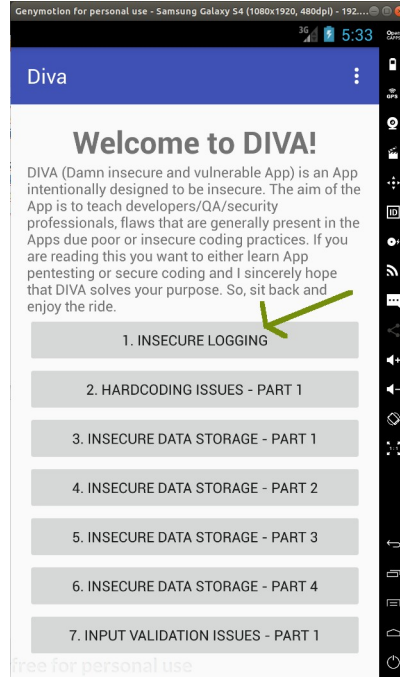 Genymotion for personal use - Samsung Galaxy S4 (1080x1920, 480dpi) - 192....
3G 5:33
Open
GAPPS
Diva
GPS
Welcome to DIVA!
DIVA (Damn insecure and vulnerable App) is an App
intentionally designed to be insecure. The aim of the
App is to teach developers/QA/security
professionals, flaws that are generally present in the
Apps due poor or insecure coding practices. If you
are reading this you want to either learn App
pentesting or secure coding and I sincerely hope
that DIVA solves your purpose. So, sit back and
enjoy the ride.
ID
1. INSECURE LOGGING
2. HARDCODING ISSUES - PART 1
3. INSECURE DATA STORAGE - PART 1
1:1
4. INSECURE DATA STORAGE - PART 2
5. INSECURE DATA STORAGE - PART 3
6. INSECURE DATA STORAGE - PART 4
7. INPUT VALIDATION ISSUES - PART 1
free for personal use